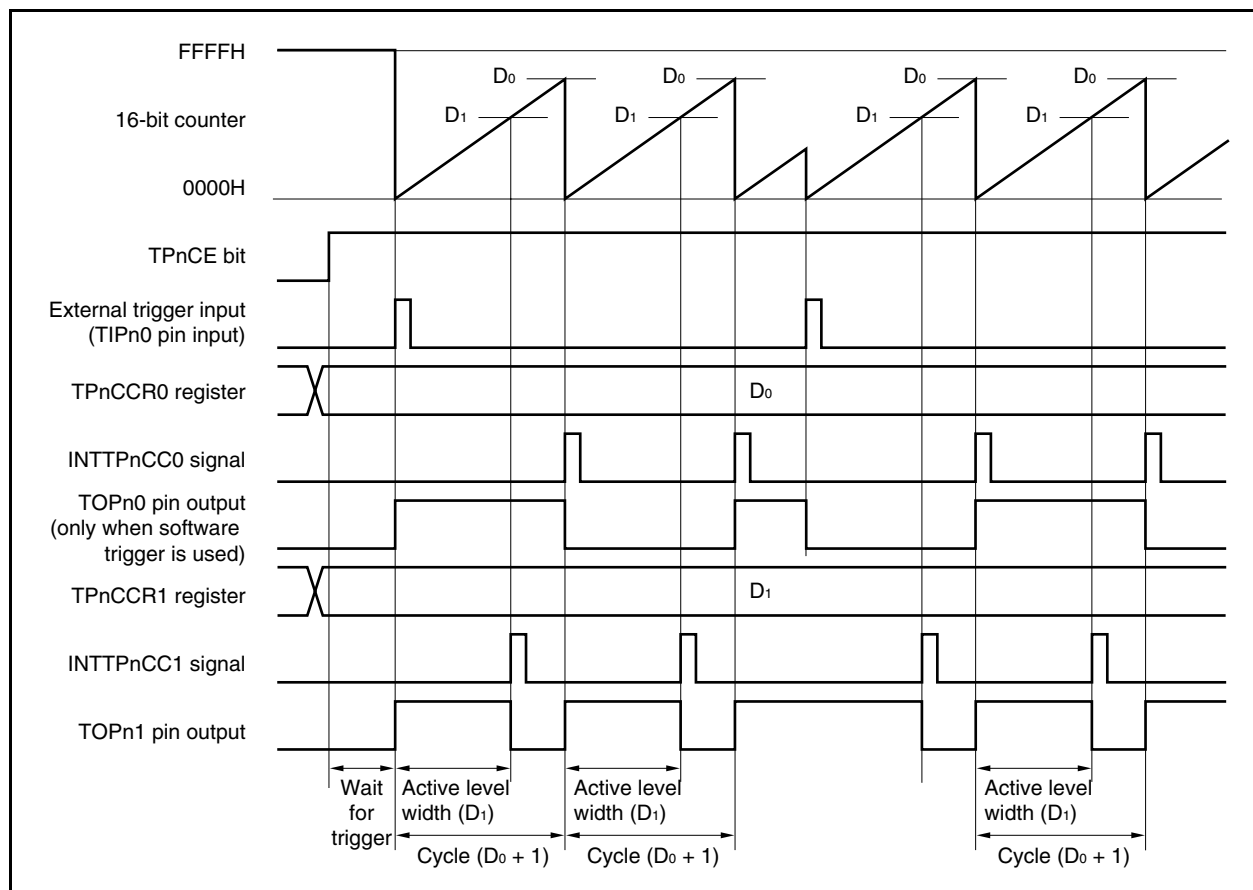 FFFFH
D₀
D₀
D₀
D₀
16-bit counter
D₁
D₁
D₁
D₁
0000H
TPnCE bit
External trigger input
(TIPn0 pin input)
TPnCCR0 register
D₀
INTTPnCC0 signal
TOPn0 pin output
(only when software
trigger is used)
TPnCCR1 register
D₁
INTTPnCC1 signal
TOPn1 pin output
Wait
for
trigger
Active level
width (D₁)
Active level
width (D₁)
Active level
width (D₁)
Cycle (D₀ + 1)
Cycle (D₀ + 1)
Cycle (D₀ + 1)